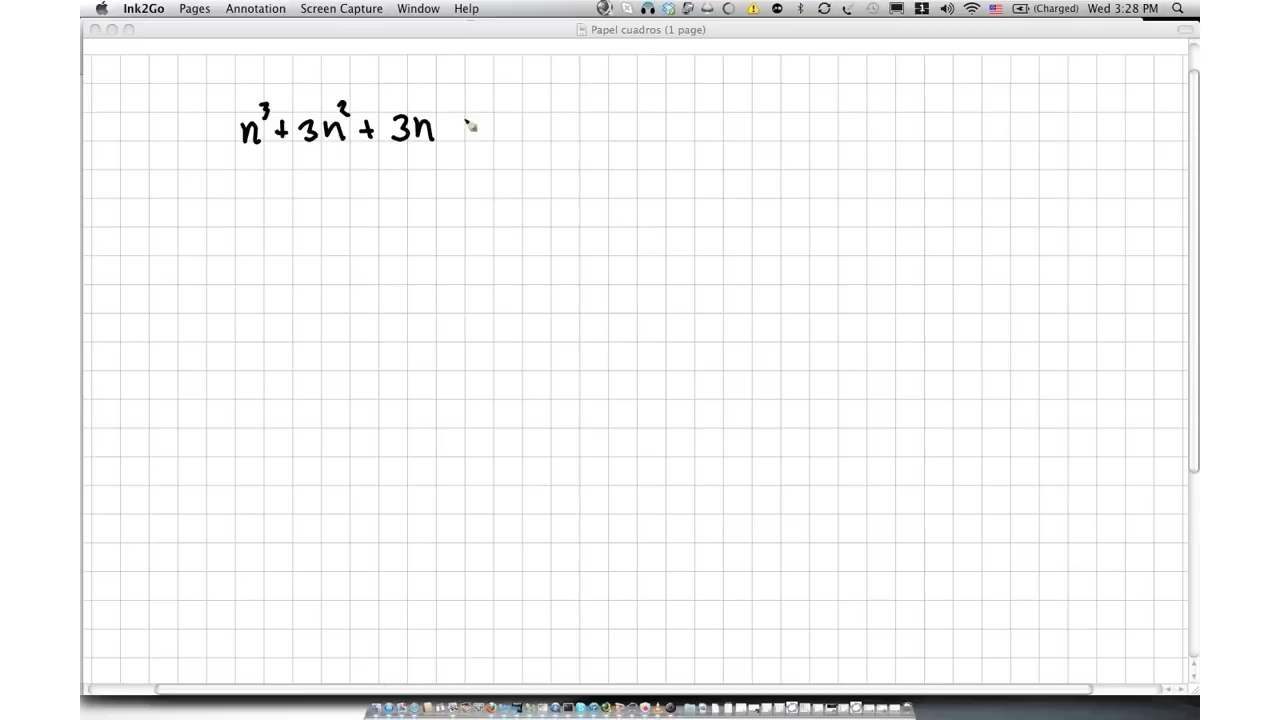 Ink2Go Pages Annotation Screen Capture Window Help 1 (Charged) Wed 3:28 PM
Papel cuadros (1 page)
n³+3n²+3n